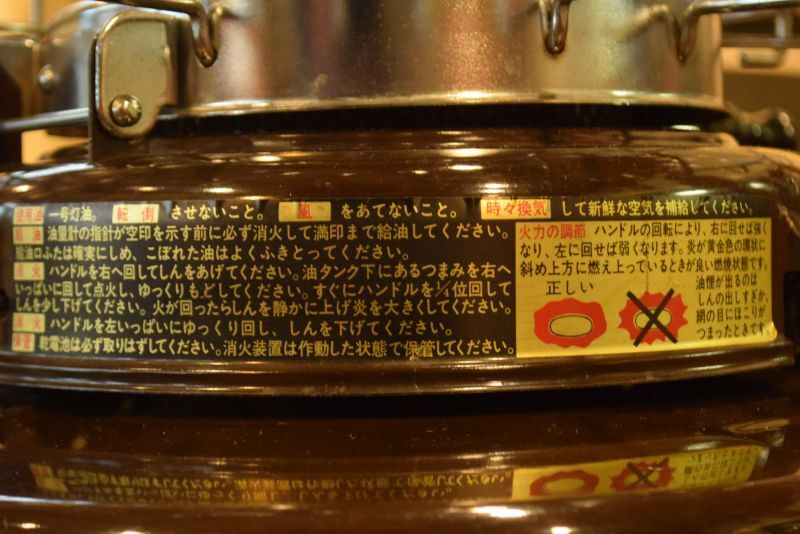 使用油 一号灯油。 転倒 させないこと。 風 をあてないこと。 時々換気 して新鮮な空気を補給してください。
給油 油量計の指針が空印を示す前に必ず消火して満印まで給油してください。
給油口ふたは確実にしめ、こぼれた油はよくふきとってください。
点火 ハンドルを右へ回してしんをあげてください。油タンク下にあるつまみを右へ
いっぱいに回して点火し、ゆっくりもどしてください。すぐにハンドルを½位回して
しんを少し下げてください。火が回ったらしんを静かに上げ炎を大きくしてください。
消火 ハンドルを左いっぱいにゆっくり回し、しんを下げてください。
保管 乾電池は必ず取りはずしてください。消火装置は作動した状態で保管してください。
火力の調節 ハンドルの回転により、右に回せば強く
なり、左に回せば弱くなります。炎が黄金色の環状に
斜め上方に燃え上っているときが良い燃焼状態です。
正しい
油煙が出るのは
しんの出しすぎか、
網の目にほこりが
つまったときです